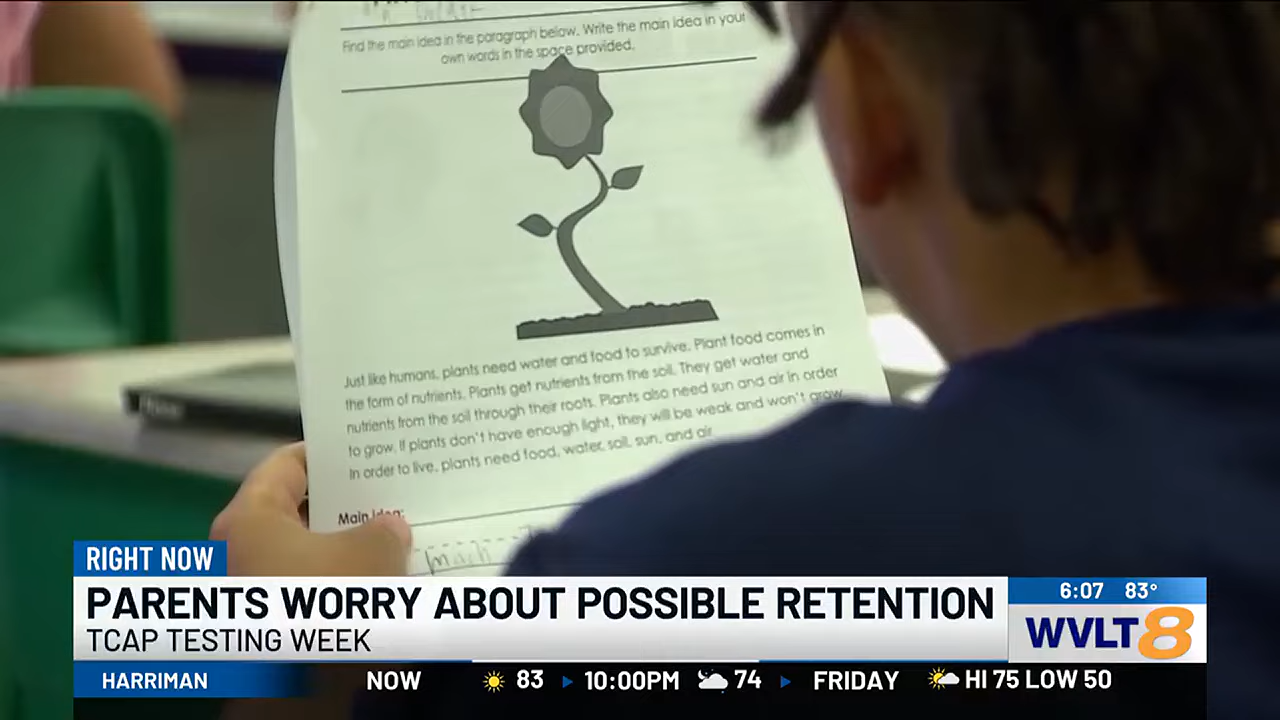 Find the main idea in the paragraph below. Write the main idea in your
own words in the space provided.
Just like humans, plants need water and food to survive. Plant food comes in
the form of nutrients. Plants get nutrients from the soil. They get water and
nutrients from the soil through their roots. Plants also need sun and air in order
to grow. If plants don't have enough light, they will be weak and won't grow
In order to live, plants need food, water, soil, sun, and air
Main idea:
RIGHT NOW
PARENTS WORRY ABOUT POSSIBLE RETENTION
TCAP TESTING WEEK
6:07 83°
WVLT8
HARRIMAN NOW 83 10:00PM 74 FRIDAY HI 75 LOW 50